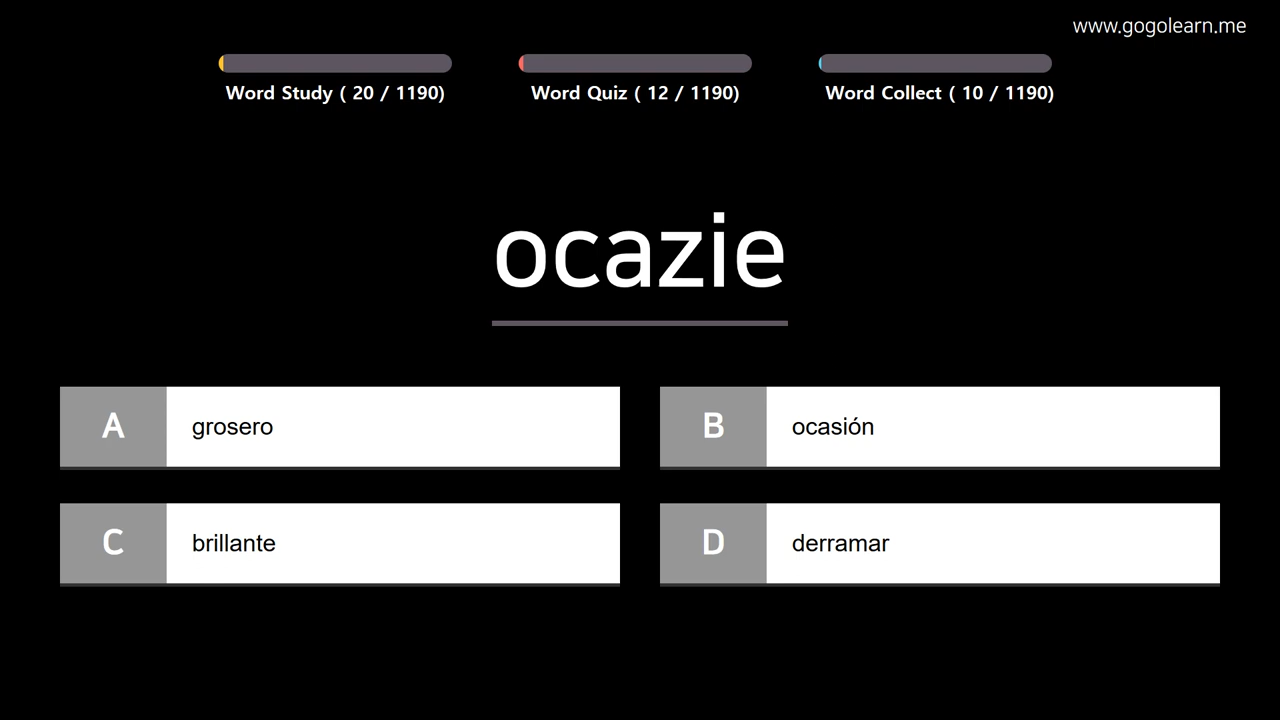 www.gogolearn.me
Word Study ( 20 / 1190)
Word Quiz ( 12 / 1190)
Word Collect ( 10 / 1190)
ocazie
A grosero
B ocasión
C brillante
D derramar